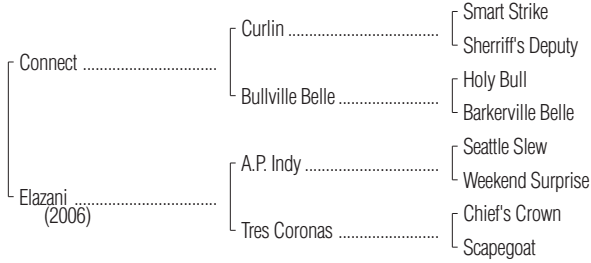 Smart Strike
Curlin ..................................
Sherriff's Deputy
Connect ..............................
Holy Bull
Bullville Belle ......................
Barkerville Belle
Seattle Slew
A.P. Indy ..............................
Weekend Surprise
Elazani ................................
(2006)
Chief's Crown
Tres Coronas ......................
Scapegoat